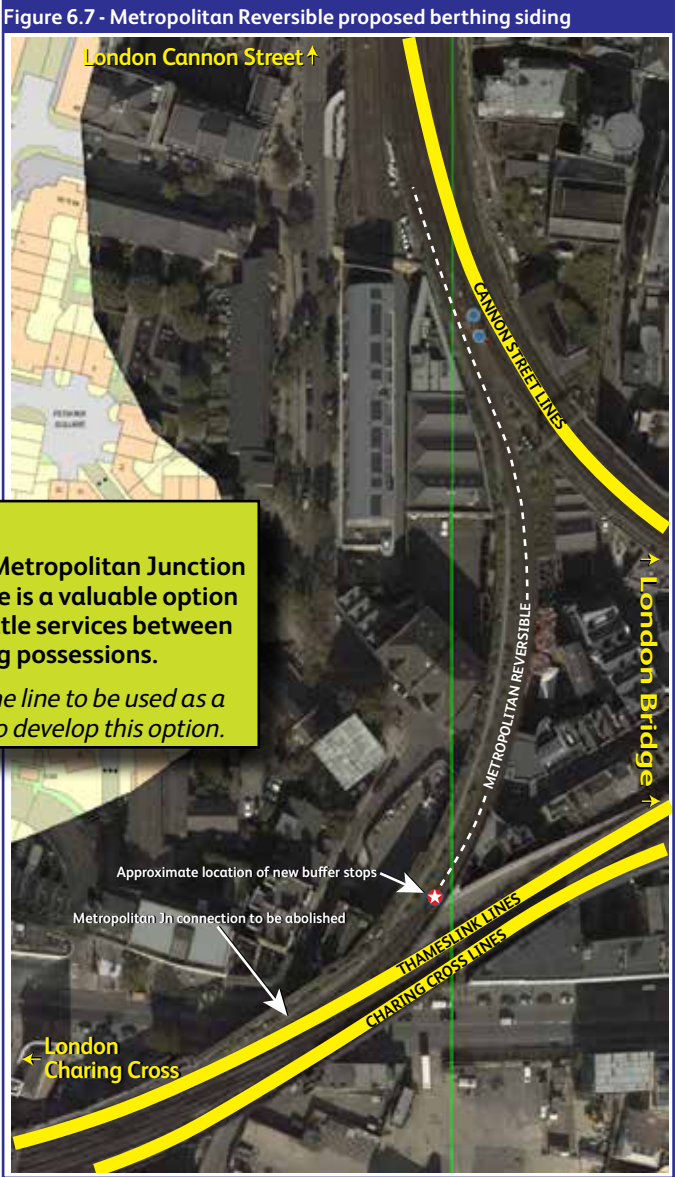 Figure 6.7 - Metropolitan Reversible proposed berthing siding
London Cannon Street
CANNON STREET LINES
Metropolitan Junction
e is a valuable option
tle services between
g possessions.
ne line to be used as a
o develop this option.
London Bridge
METROPOLITAN REVERSIBLE
Approximate location of new buffer stops
Metropolitan Jn connection to be abolished
THAMESLINK LINES
CHARING CROSS LINES
London
Charing Cross